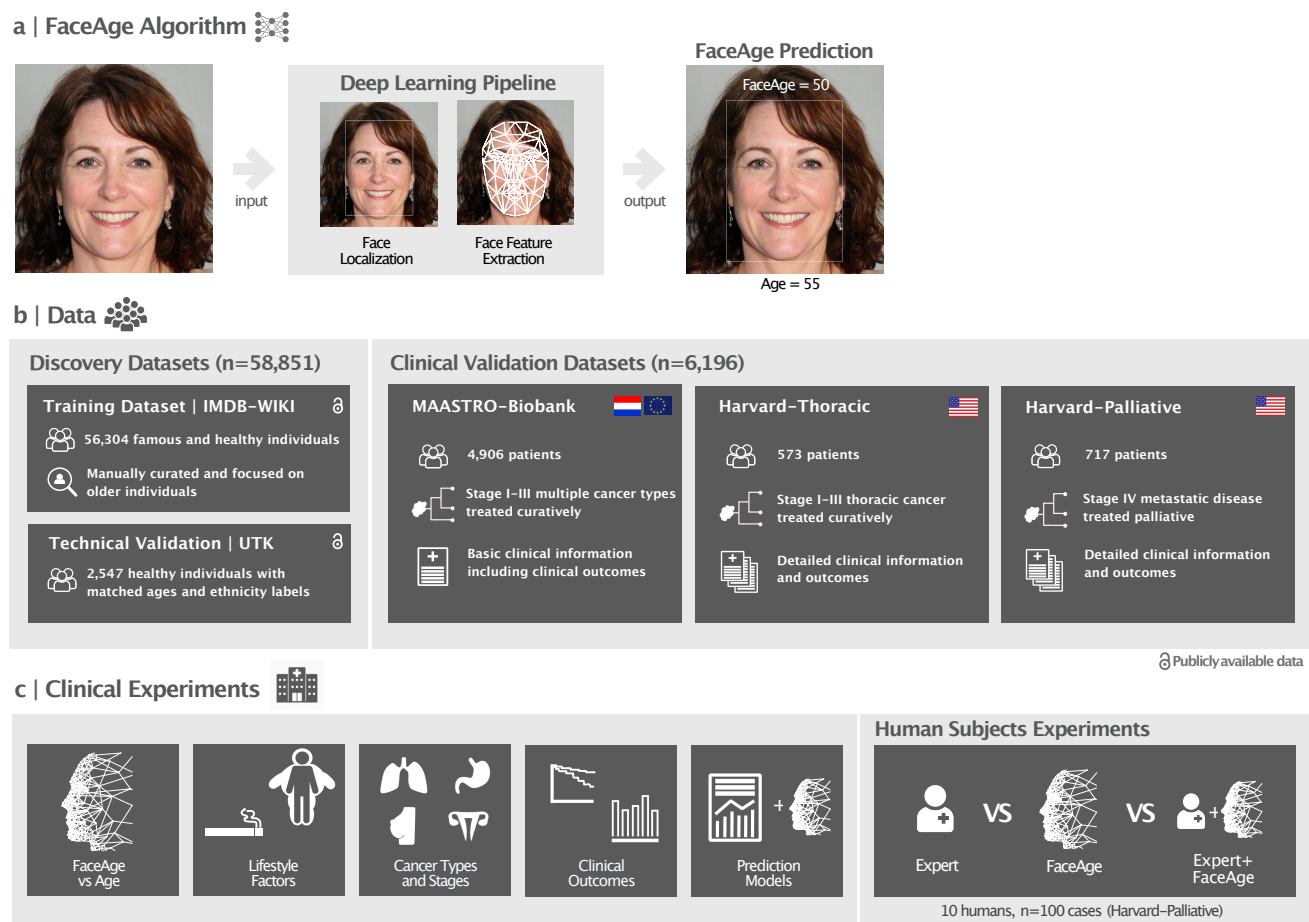 a | FaceAge Algorithm
FaceAge Prediction
Deep Learning Pipeline
FaceAge = 50
input
output
Face
Localization
Face Feature
Extraction
Age = 55
b | Data
Discovery Datasets (n=58,851)
Training Dataset | IMDB-WIKI
56,304 famous and healthy individuals
Manually curated and focused on
older individuals
Technical Validation | UTK
2,547 healthy individuals with
matched ages and ethnicity labels
Clinical Validation Datasets (n=6,196)
MAASTRO-Biobank
4,906 patients
Stage I-III multiple cancer types
treated curatively
Basic clinical information
including clinical outcomes
Harvard-Thoracic
573 patients
Stage I-III thoracic cancer
treated curatively
Detailed clinical information
and outcomes
Harvard-Palliative
717 patients
Stage IV metastatic disease
treated palliative
Detailed clinical information
and outcomes
Publicly available data
c | Clinical Experiments
FaceAge
vs Age
Lifestyle
Factors
Cancer Types
and Stages
Clinical
Outcomes
+
Prediction
Models
Human Subjects Experiments
VS
VS
+
Expert
FaceAge
Expert+
FaceAge
10 humans, n=100 cases (Harvard-Palliative)